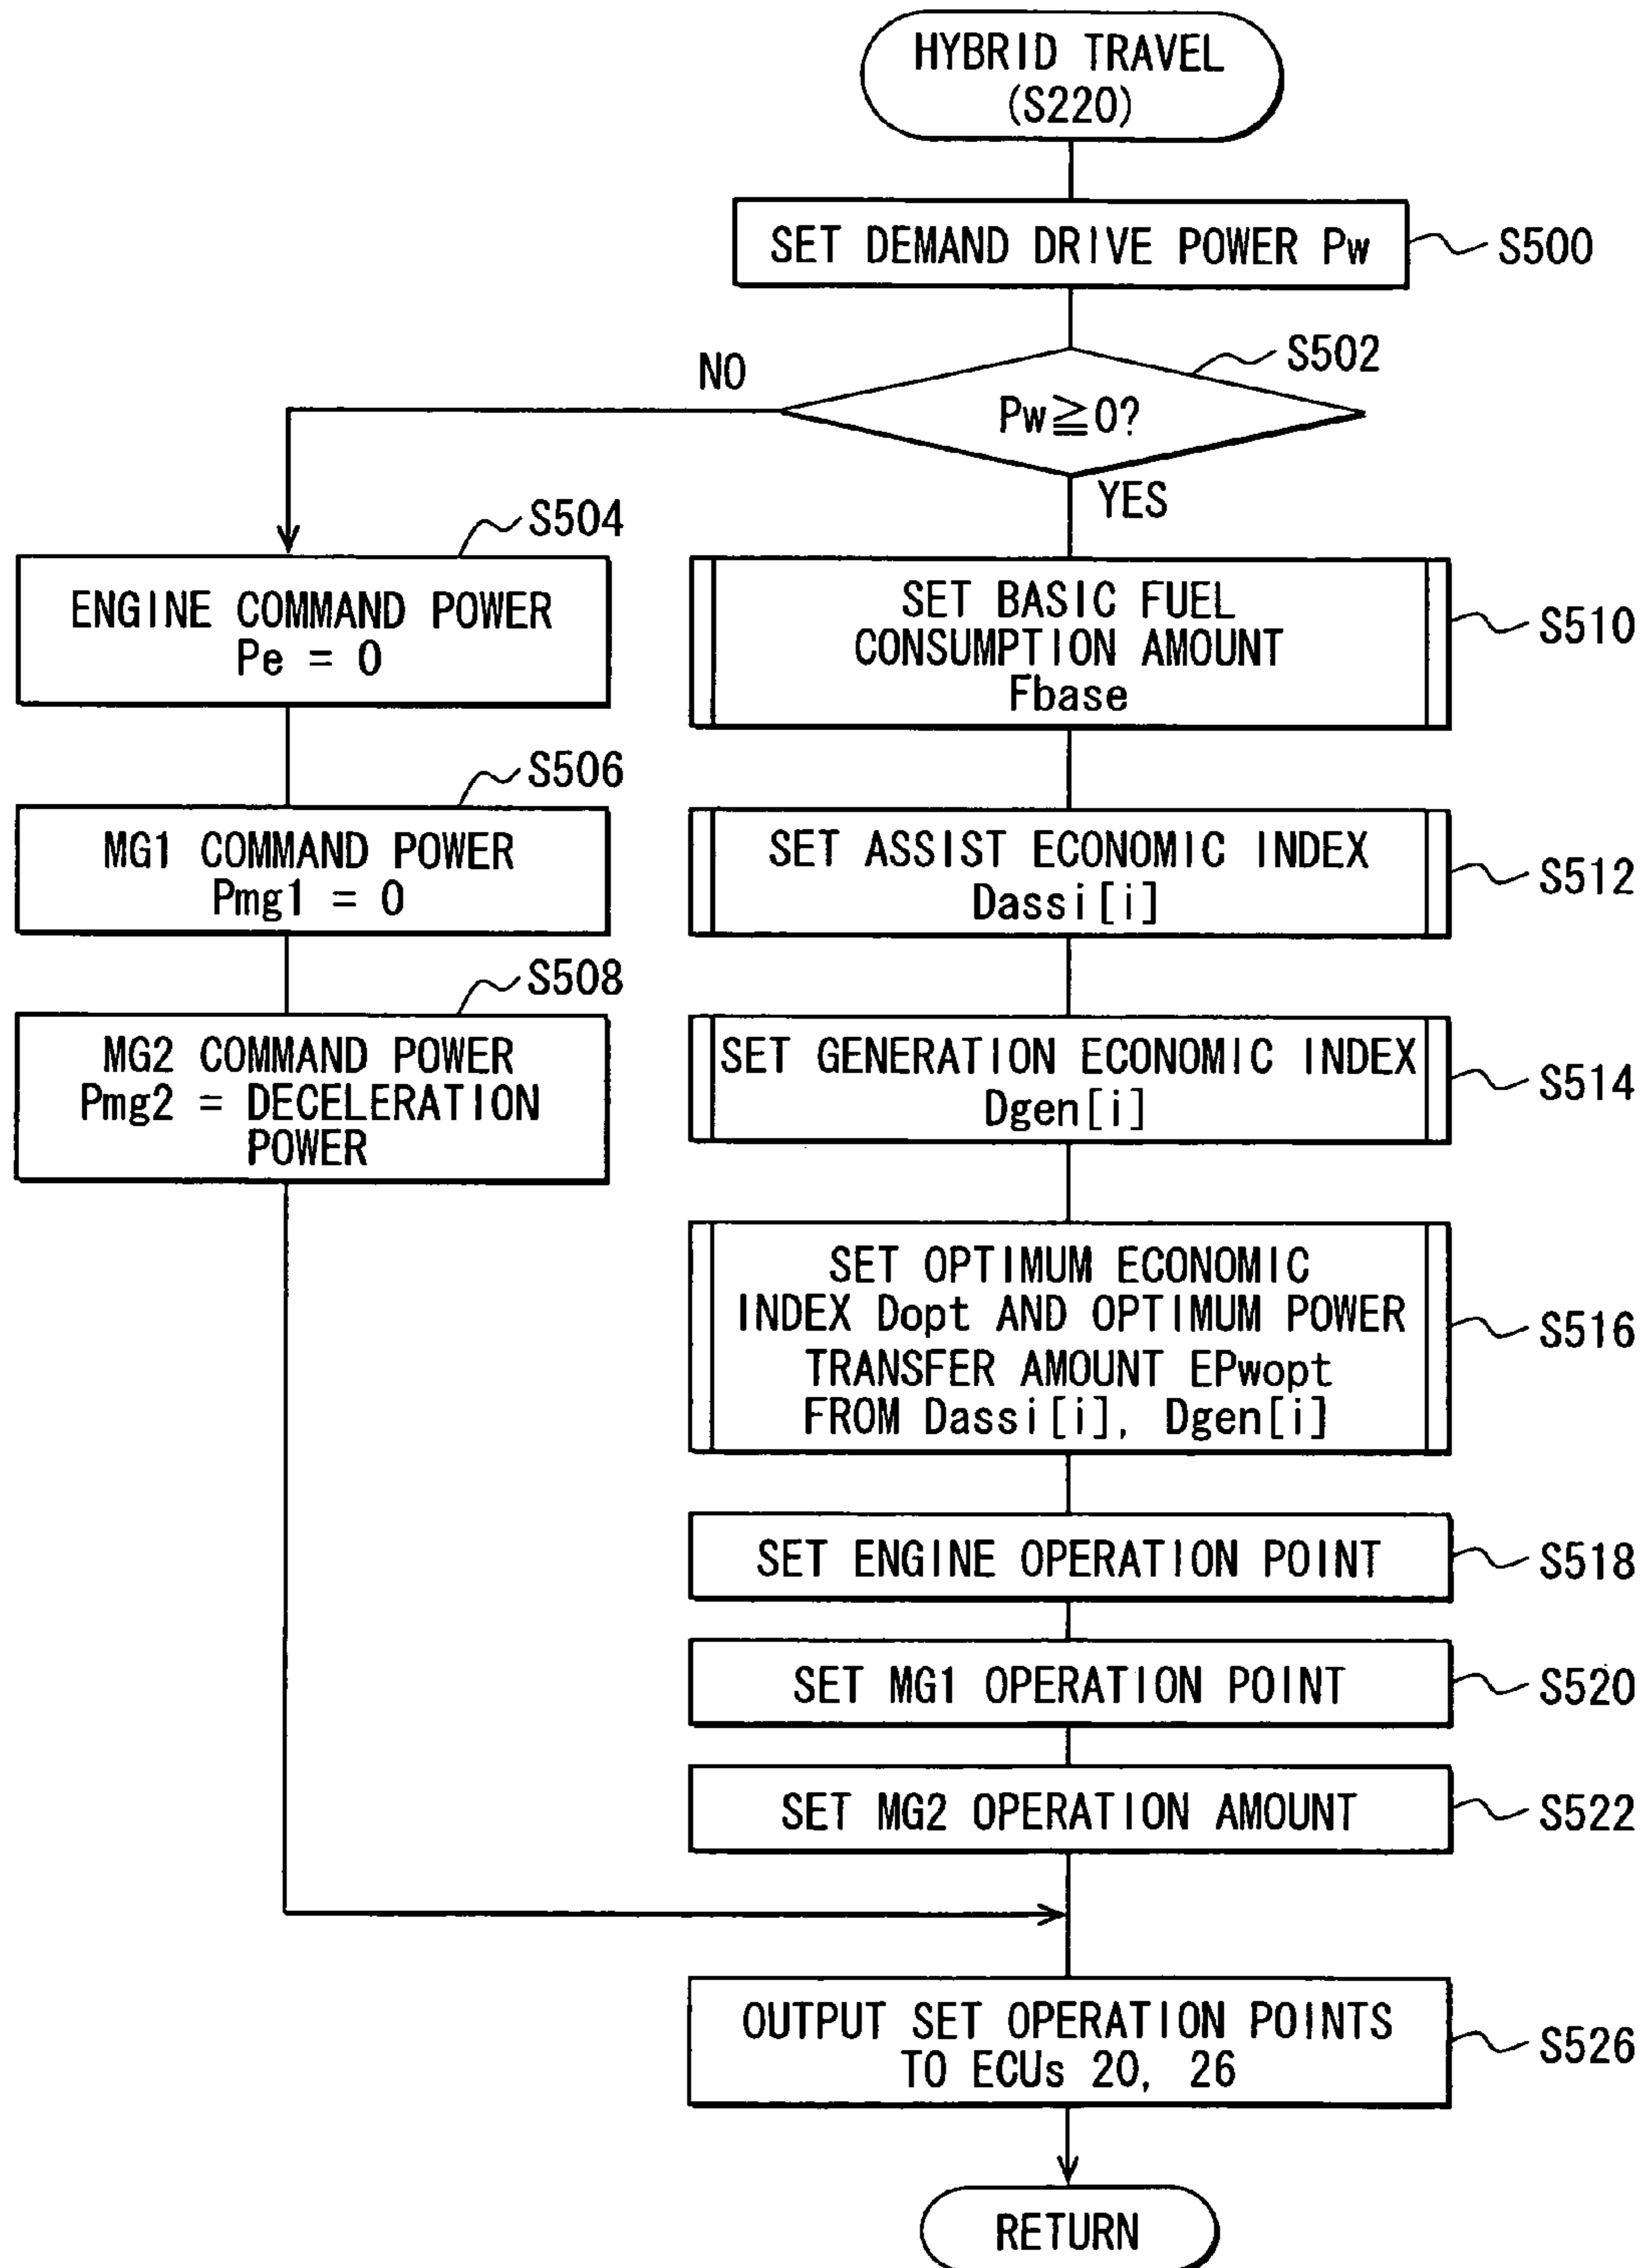 HYBRID TRAVEL
(S220)
SET DEMAND DRIVE POWER Pw
S500
S502
NO
Pw≧0?
YES
S504
ENGINE COMMAND POWER
Pe = 0
S506
MG1 COMMAND POWER
Pmg1 = 0
S508
MG2 COMMAND POWER
Pmg2 = DECELERATION
POWER
SET BASIC FUEL
CONSUMPTION AMOUNT
Fbase
S510
SET ASSIST ECONOMIC INDEX
Dassi[i]
S512
SET GENERATION ECONOMIC INDEX
Dgen[i]
S514
SET OPTIMUM ECONOMIC
INDEX Dopt AND OPTIMUM POWER
TRANSFER AMOUNT EPwopt
FROM Dassi[i], Dgen[i]
S516
SET ENGINE OPERATION POINT
S518
SET MG1 OPERATION POINT
S520
SET MG2 OPERATION AMOUNT
S522
OUTPUT SET OPERATION POINTS
TO ECUs 20, 26
S526
RETURN